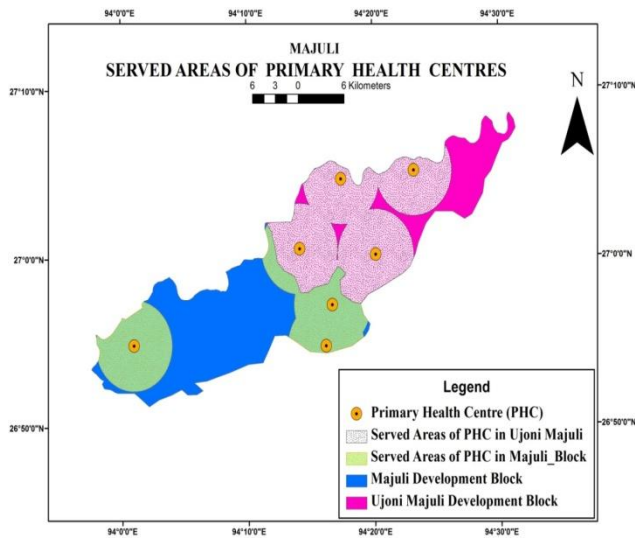 94°0'0"E 94°10'0"E 94°20'0"E 94°30'0"E
MAJULI
SERVED AREAS OF PRIMARY HEALTH CENTRES
6 3 0 6 Kilometers
N
27°10'0"N 27°10'0"N
27°0'0"N 27°0'0"N
26°50'0"N 26°50'0"N
Legend
Primary Health Centre (PHC)
Served Areas of PHC in Ujoni Majuli
Served Areas of PHC in Majuli_Block
Majuli Development Block
Ujoni Majuli Development Block
94°0'0"E 94°10'0"E 94°20'0"E 94°30'0"E